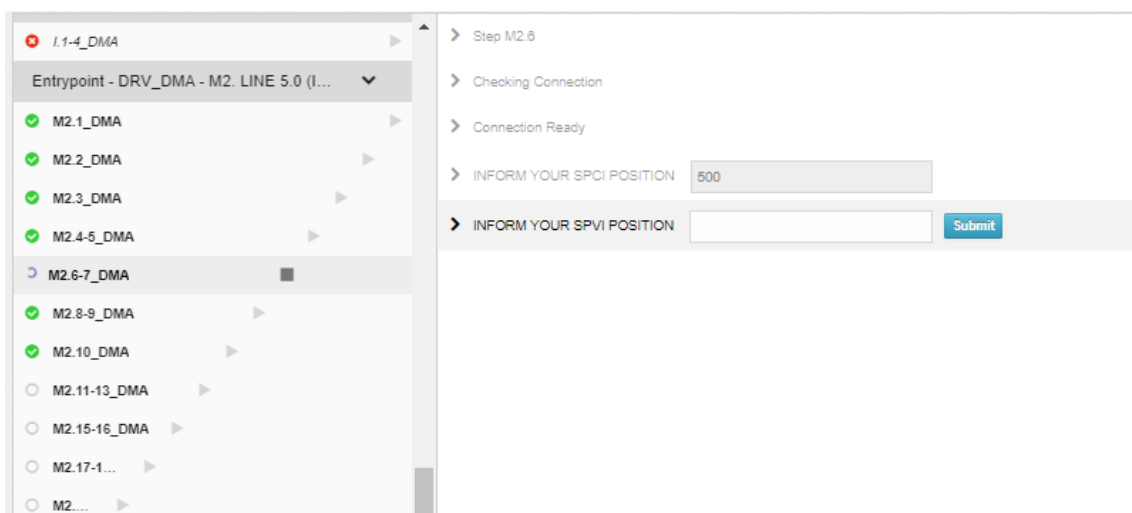 I.1-4_DMA
Entrypoint - DRV_DMA - M2. LINE 5.0 (I...
M2.1_DMA
M2.2_DMA
M2.3_DMA
M2.4-5_DMA
M2.6-7_DMA
M2.8-9_DMA
M2.10_DMA
M2.11-13_DMA
M2.15-16_DMA
M2.17-1...
M2....
Step M2.6
Checking Connection
Connection Ready
INFORM YOUR SPCI POSITION 500
INFORM YOUR SPVI POSITION Submit